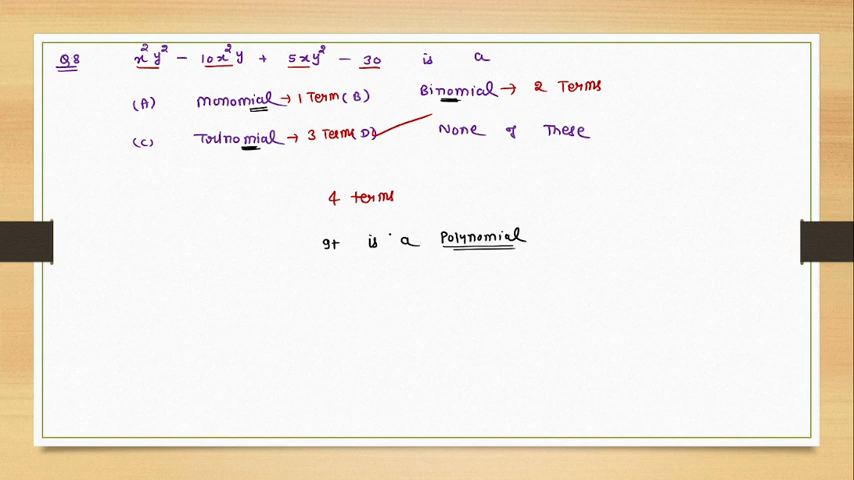 Q8 x²y² - 10x²y + 5xy² - 30 is a
(A) Monomial → 1 Term (B) Binomial → 2 Terms
(C) Trinomial → 3 Term (D) None of These
4 terms
It is a Polynomial